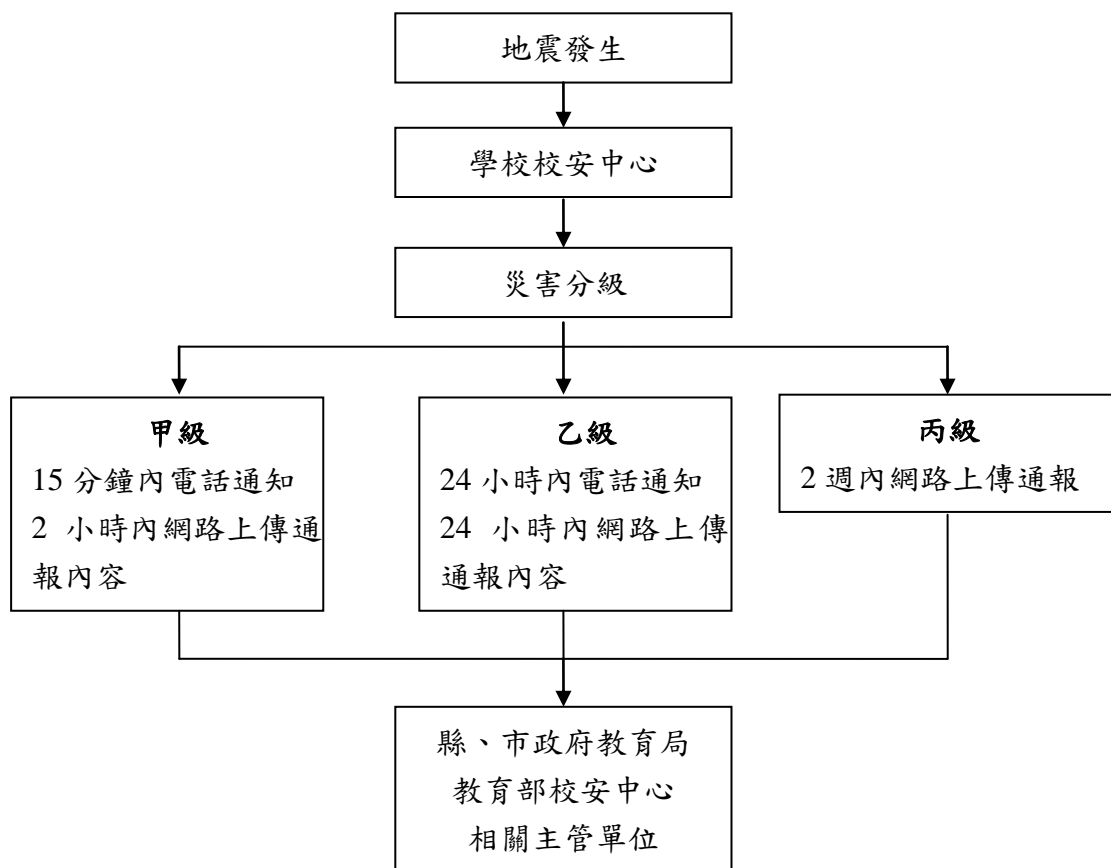 地震發生
學校校安中心
災害分級
甲級
15 分鐘內電話通知
2 小時內網路上傳通
報內容
乙級
24 小時內電話通知
24 小時內網路上傳
通報內容
丙級
2 週內網路上傳通報
縣、市政府教育局
教育部校安中心
相關主管單位